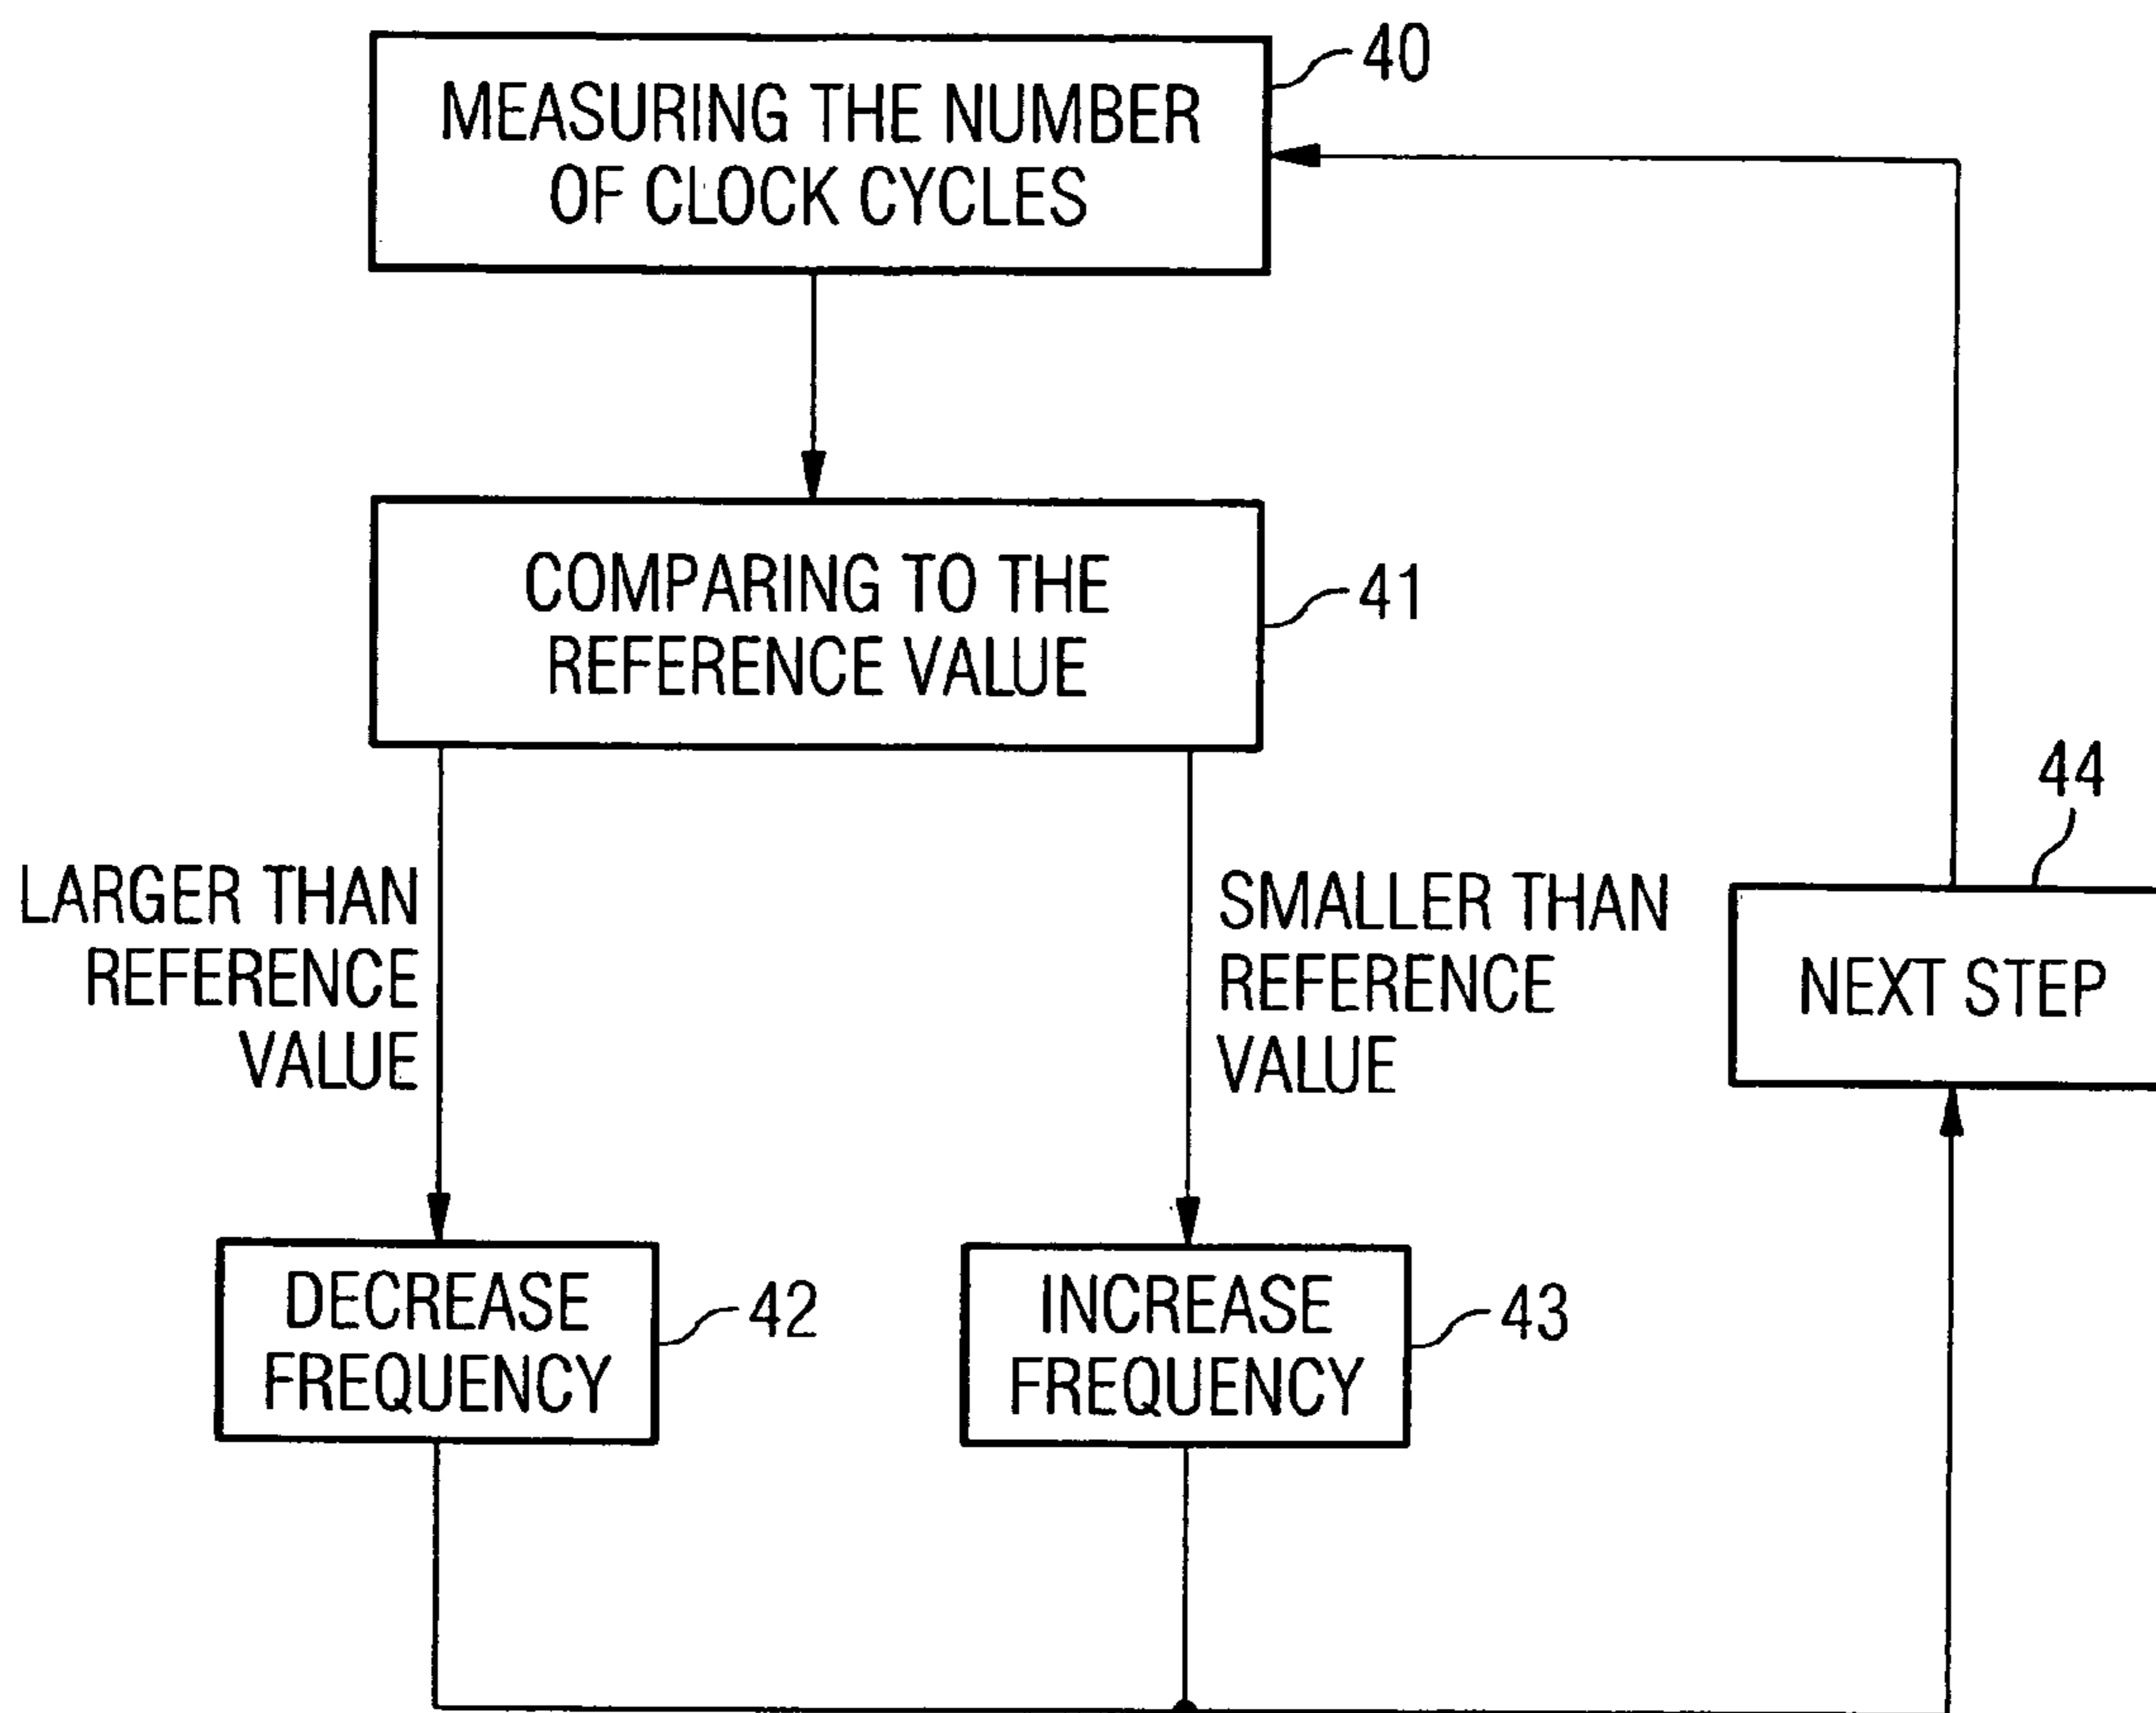 MEASURING THE NUMBER
OF CLOCK CYCLES
40
COMPARING TO THE
REFERENCE VALUE
41
LARGER THAN
REFERENCE
VALUE
SMALLER THAN
REFERENCE
VALUE
44
NEXT STEP
DECREASE
FREQUENCY
42
INCREASE
FREQUENCY
43